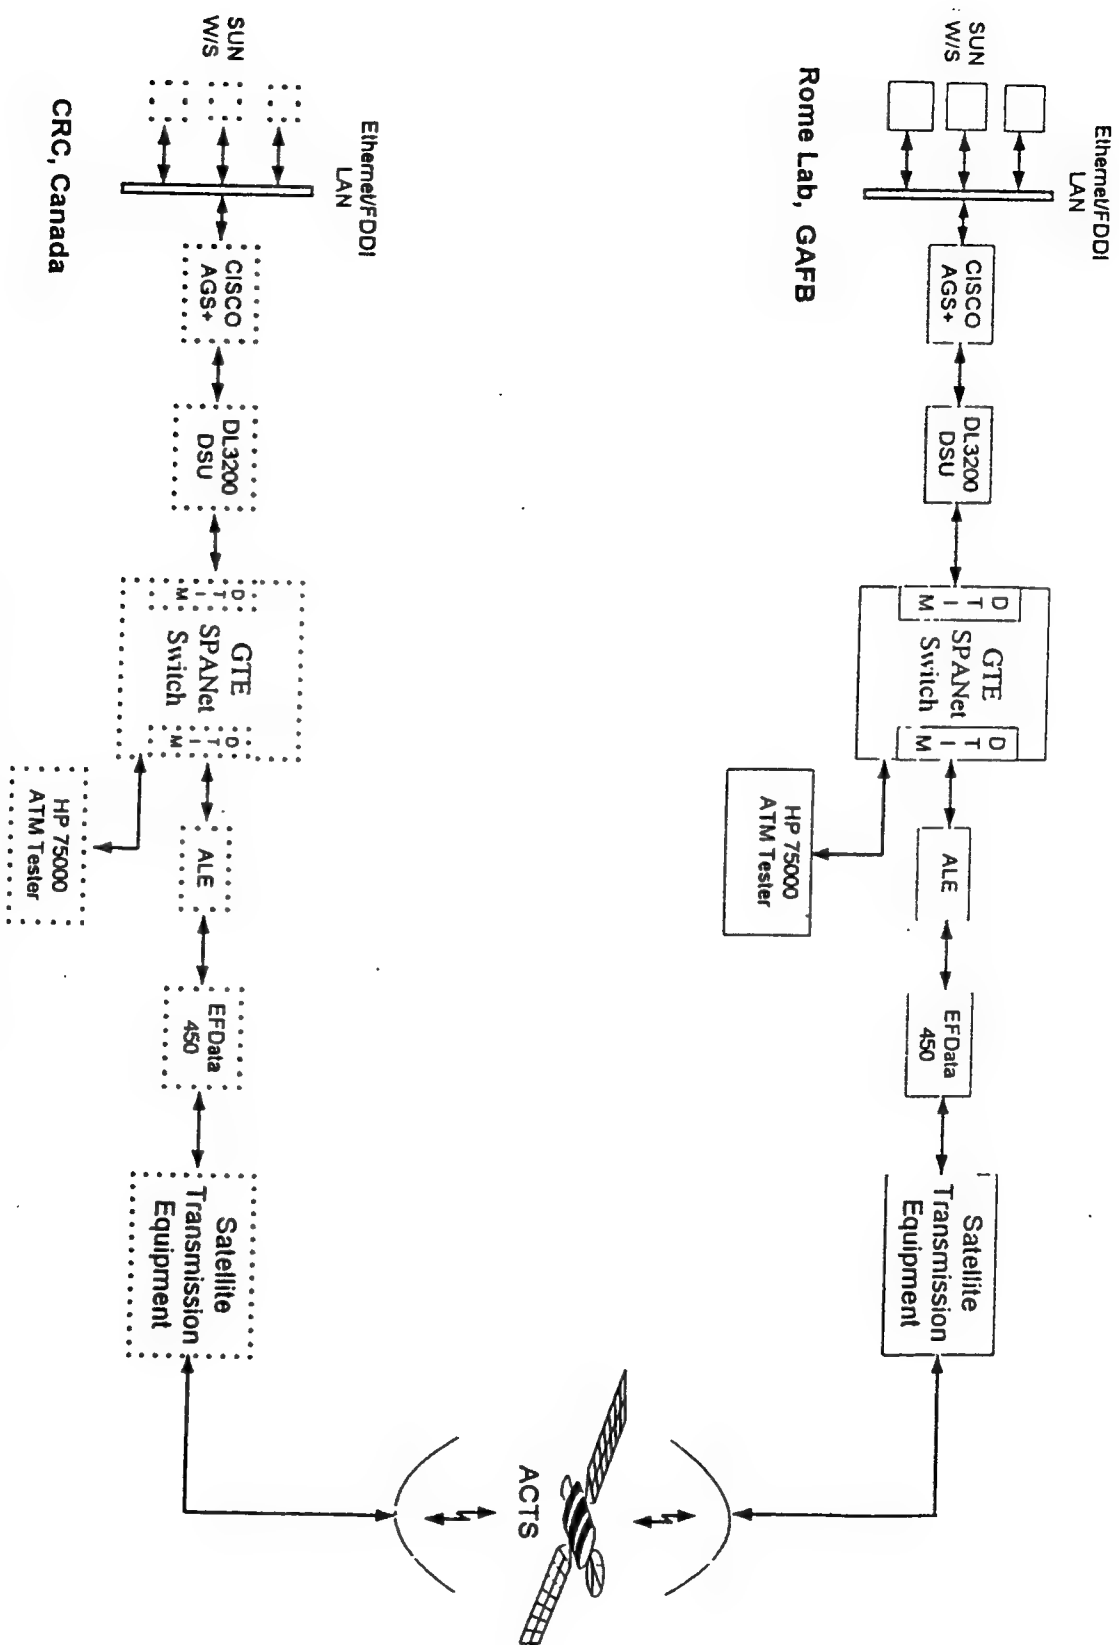 Ethernet/FDDI
LAN
SUN
W/S
CISCO
AGS+
DL3200
DSU
D
T
I
M
GTE
SPANet
Switch
D
T
I
M
ALE
EFData
450
Satellite
Transmission
Equipment
HP 75000
ATM Tester
Rome Lab, GAFB
ACTS
Ethernet/FDDI
LAN
SUN
W/S
CISCO
AGS+
DL3200
DSU
D
T
I
M
GTE
SPANet
Switch
D
T
I
M
ALE
EFData
450
Satellite
Transmission
Equipment
HP 75000
ATM Tester
CRC, Canada